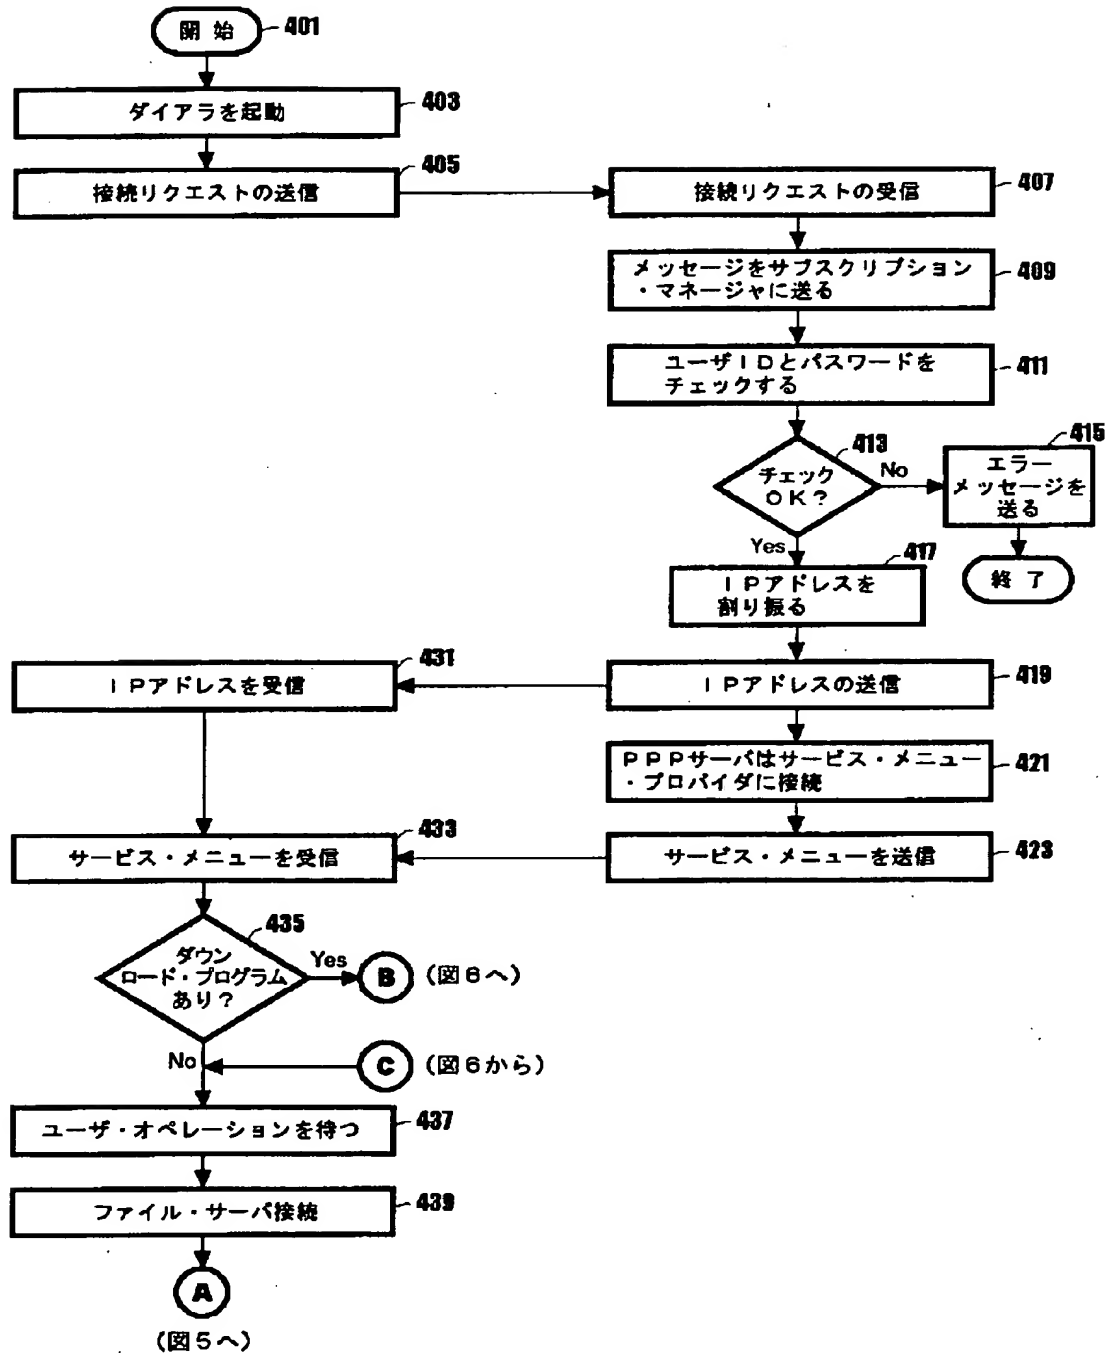 開始
401
ダイアラを起動
403
接続リクエストの送信
405
接続リクエストの受信
407
メッセージをサブスクリプション
・マネージャに送る
409
ユーザIDとパスワードを
チェックする
411
チェック
OK?
413
No
エラー
メッセージを
送る
415
終了
Yes
IPアドレスを
割り振る
417
IPアドレスの送信
419
IPアドレスを受信
431
PPPサーバはサービス・メニュー
・プロバイダに接続
421
サービス・メニューを送信
423
サービス・メニューを受信
433
ダウン
ロード・プログラム
あり?
435
Yes
B
(図6へ)
No
C
(図6から)
ユーザ・オペレーションを待つ
437
ファイル・サーバ接続
439
A
(図5へ)